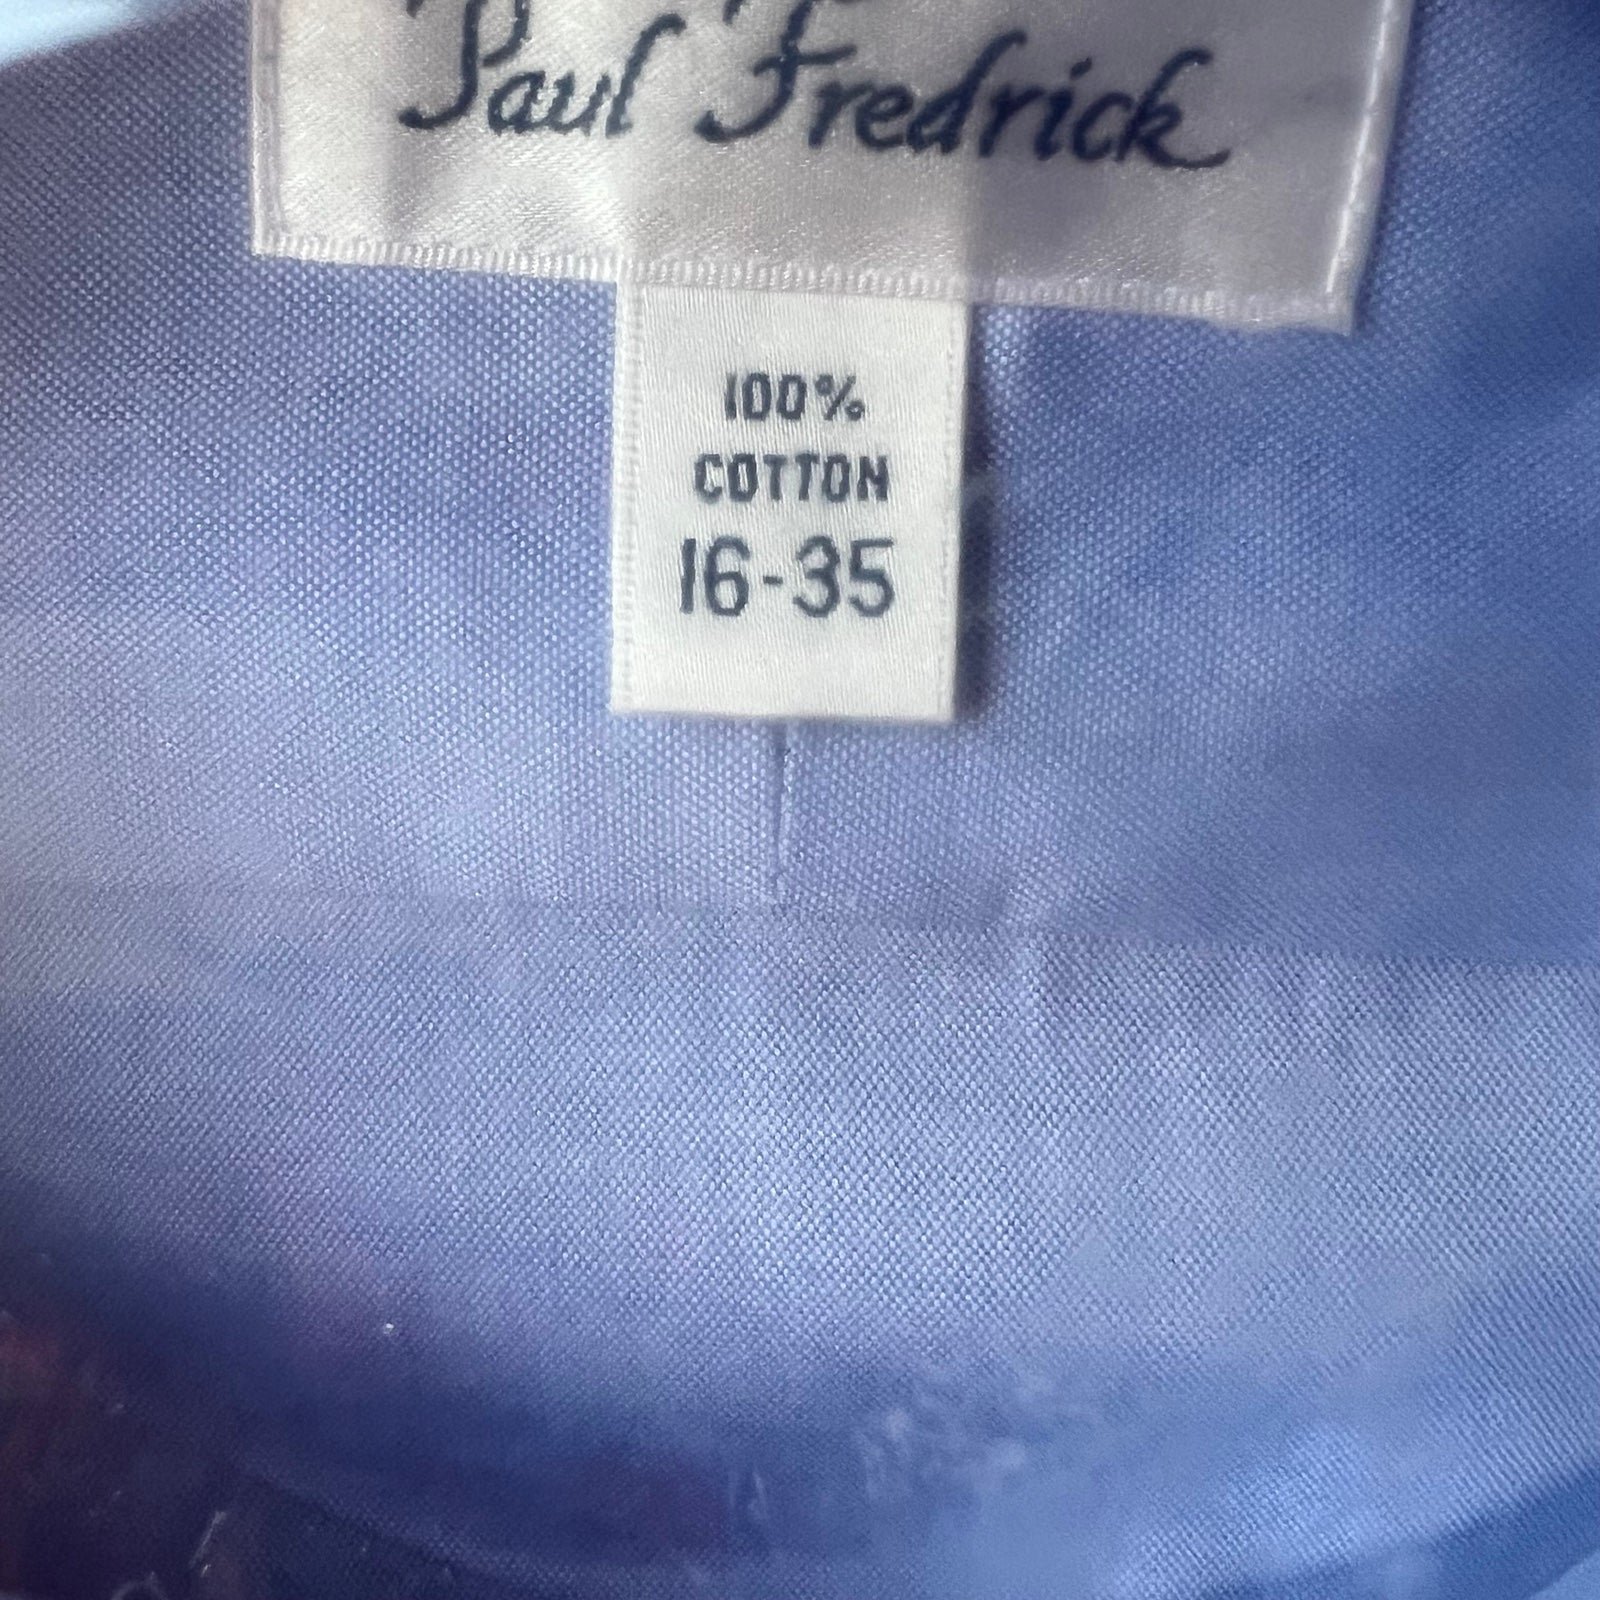 Paul Fredrick
100%
COTTON
16-35